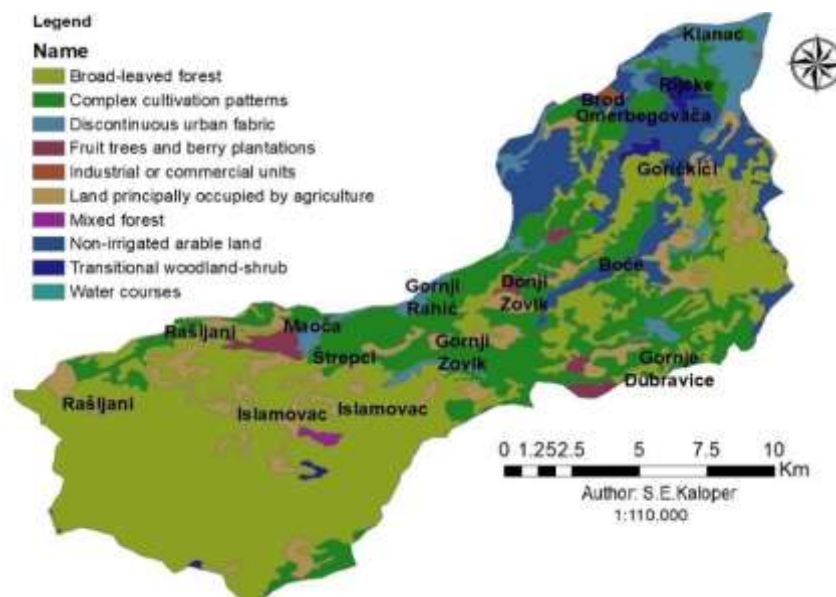 Legend
Name
Broad-leaved forest
Complex cultivation patterns
Discontinuous urban fabric
Fruit trees and berry plantations
Industrial or commercial units
Land principally occupied by agriculture
Mixed forest
Non-irrigated arable land
Transitional woodland-shrub
Water courses
Klanac
Rijeke
Brod
Omerbegovača
Goričkići
Boće
Gornji
Rahić
Donji
Zovik
Rašljani
Maoča
Štrepci
Gornji
Zovik
Gornje
Dubravice
Rašljani
Islamovac
Islamovac
0 1.252.5 5 7.5 10
Km
Author: S.E.Kaloper
1:110.000